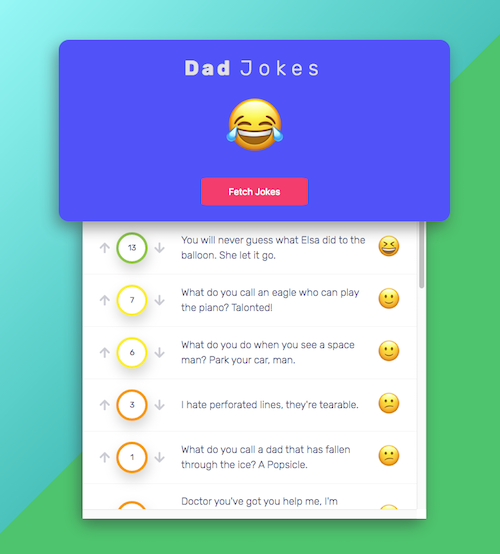 Dad Jokes
Fetch Jokes
13
You will never guess what Elsa did to the
balloon. She let it go.
7
What do you call an eagle who can play
the piano? Talonted!
6
What do you do when you see a space
man? Park your car, man.
3
I hate perforated lines, they're tearable.
1
What do you call a dad that has fallen
through the ice? A Popsicle.
Doctor you've got you help me, I'm